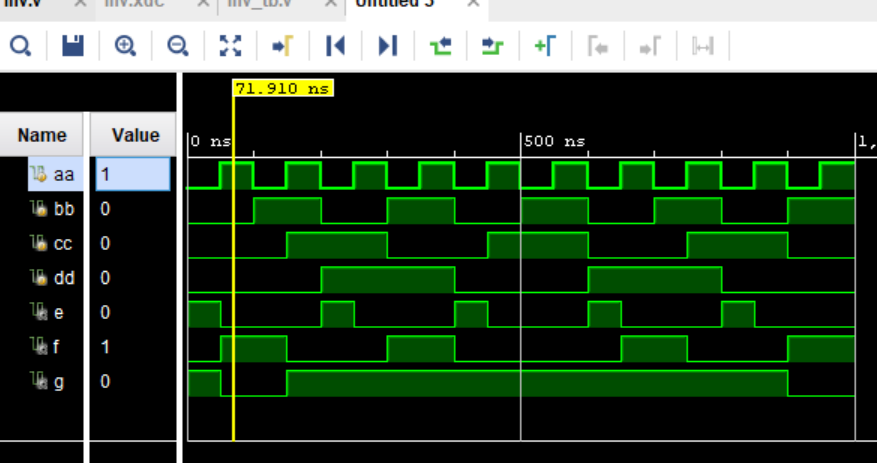 inv.v × inv.xdc × inv_tb.v × Untitled 3 ×
71.910 ns
Name Value
0 ns 500 ns 1,
aa 1
bb 0
cc 0
dd 0
e 0
f 1
g 0